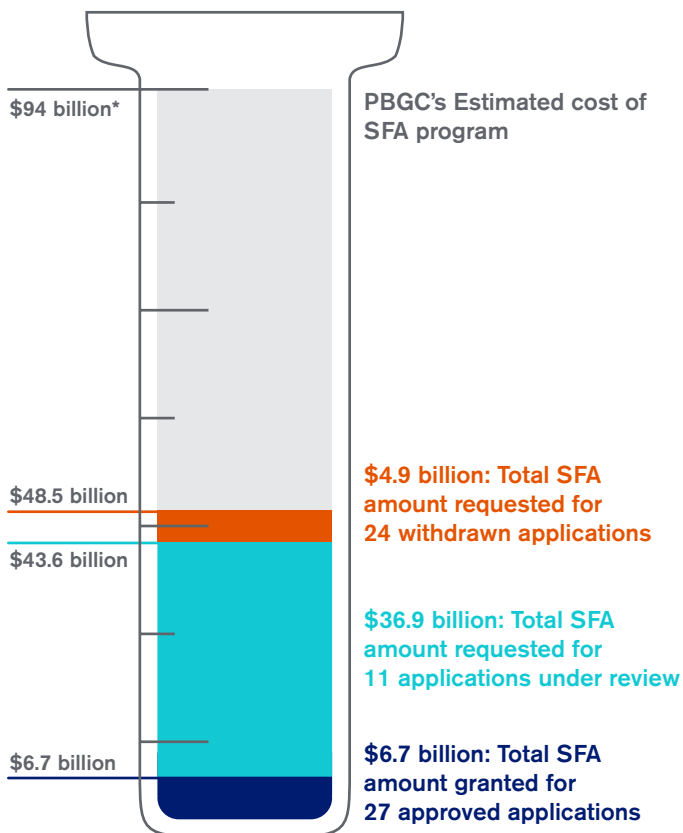 $94 billion*
PBGC's Estimated cost of
SFA program
$48.5 billion
$4.9 billion: Total SFA
amount requested for
24 withdrawn applications
$43.6 billion
$36.9 billion: Total SFA
amount requested for
11 applications under review
$6.7 billion
$6.7 billion: Total SFA
amount granted for
27 approved applications